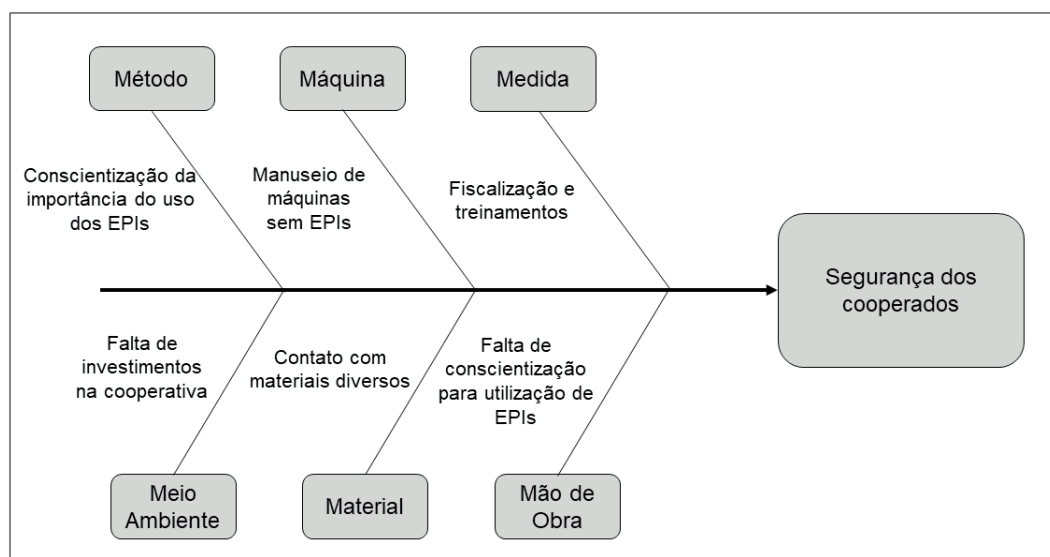 Método
Máquina
Medida
Conscientização da
importância do uso
dos EPIs
Manuseio de
máquinas
sem EPIs
Fiscalização e
treinamentos
Segurança dos
cooperados
Falta de
investimentos
na cooperativa
Contato com
materiais diversos
Falta de
conscientização
para utilização de
EPIs
Meio
Ambiente
Material
Mão de
Obra